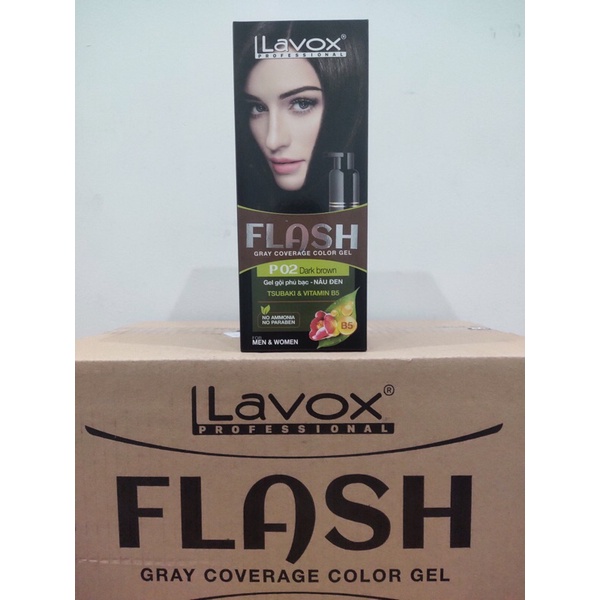 Lavox®
PROFESSIONAL
FLASH
GRAY COVERAGE COLOR GEL
P 02 Dark brown
Gel gội phủ bạc - NÂU ĐEN
TSUBAKI & VITAMIN B5
NO AMMONIA
NO PARABEN
B5
FOR
MEN & WOMEN
Lavox®
PROFESSIONAL
FLASH
GRAY COVERAGE COLOR GEL